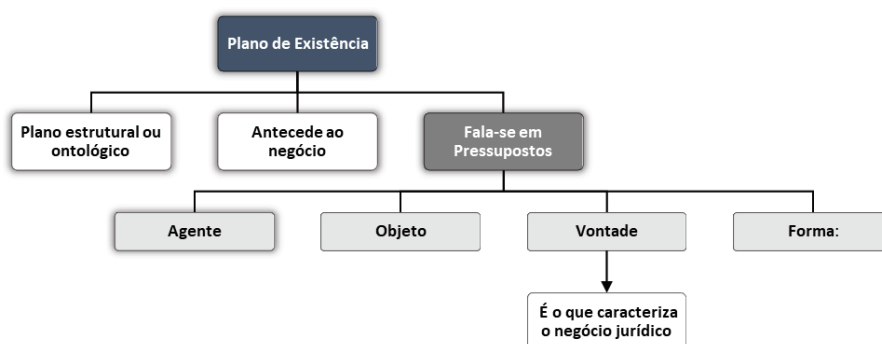 Plano de Existência
Plano estrutural ou
ontológico
Antecede ao
negócio
Fala-se em
Pressupostos
Agente
Objeto
Vontade
Forma:
É o que caracteriza
o negócio jurídico